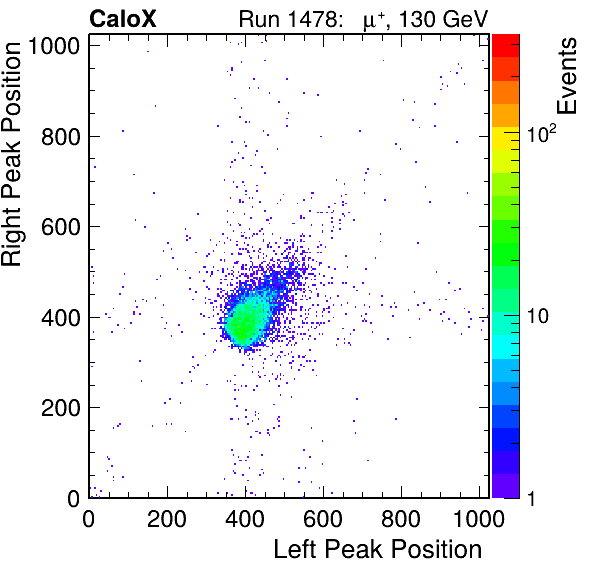 CaloX Run 1478: μ⁺, 130 GeV
Right Peak Position
1000
800
600
400
200
0
0 200 400 600 800 1000
Left Peak Position
Events
10²
10
1